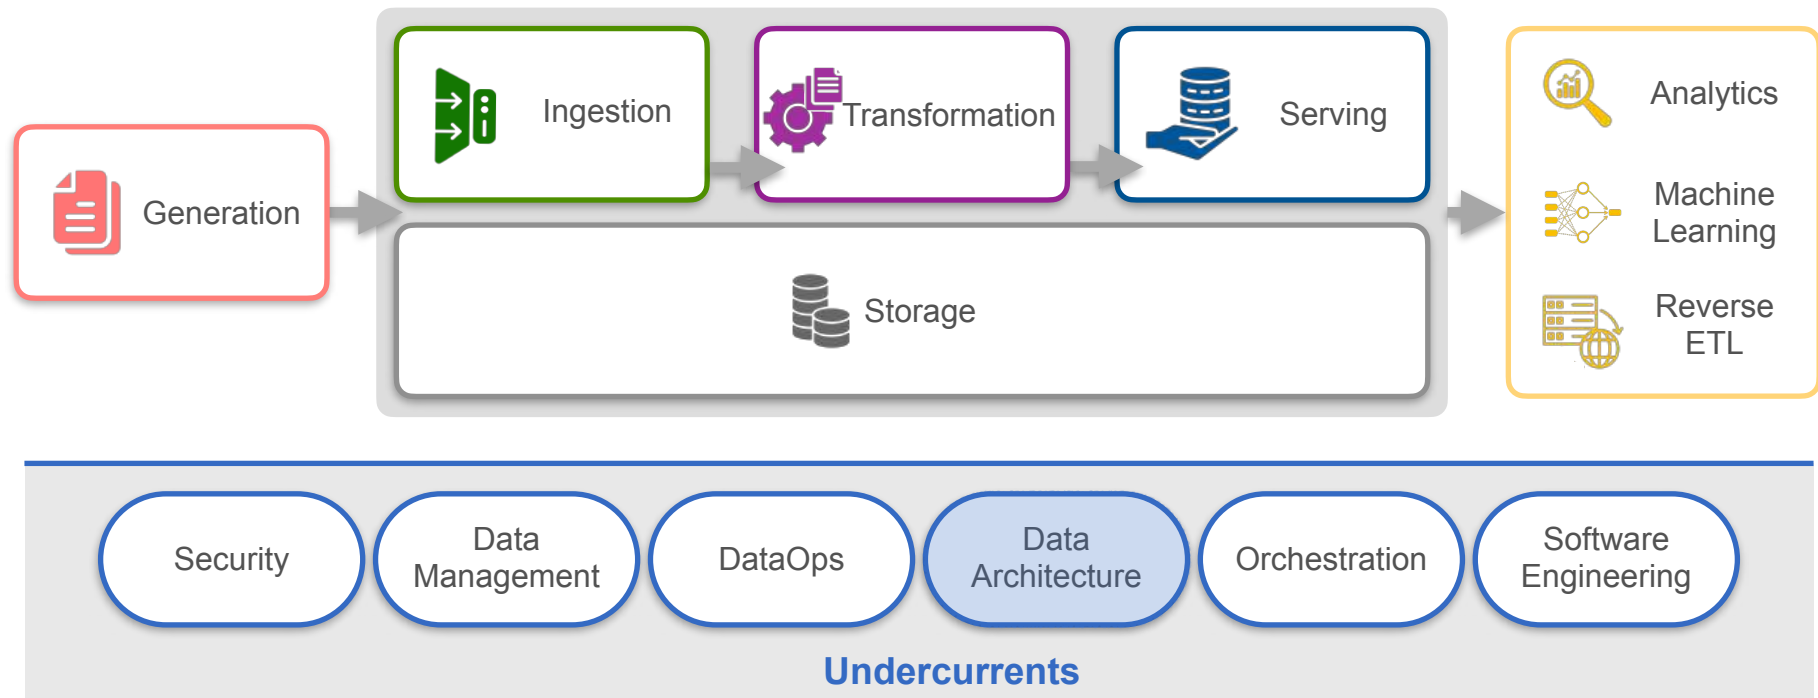 Generation
Ingestion
Transformation
Serving
Storage
Analytics
Machine
Learning
Reverse
ETL
Security
Data
Management
DataOps
Data
Architecture
Orchestration
Software
Engineering
Undercurrents